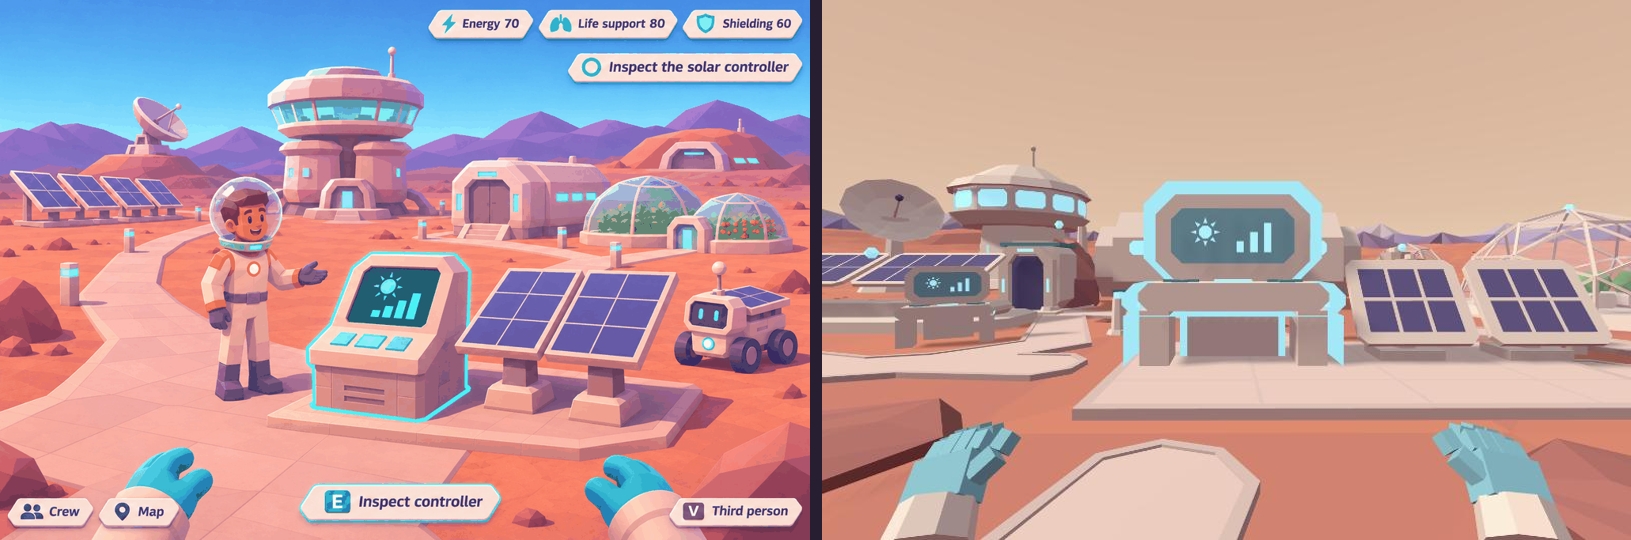 Energy 70
Life support 80
Shielding 60
Inspect the solar controller
E Inspect controller
Crew
Map
V Third person